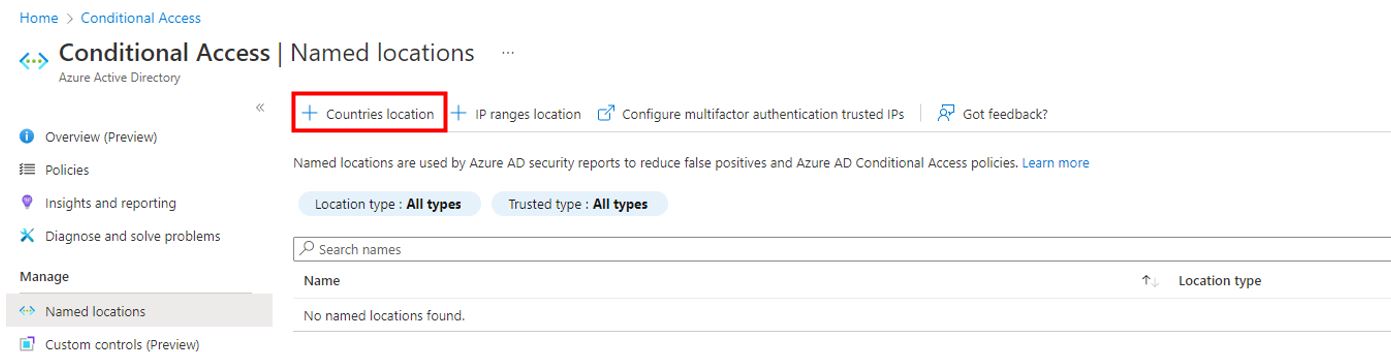 Home > Conditional Access
Conditional Access | Named locations ...
Azure Active Directory
«
+ Countries location + IP ranges location Configure multifactor authentication trusted IPs Got feedback?
Overview (Preview)
Policies
Insights and reporting
Diagnose and solve problems
Manage
Named locations
Custom controls (Preview)
Named locations are used by Azure AD security reports to reduce false positives and Azure AD Conditional Access policies. Learn more
Location type : All types Trusted type : All types
Search names
Name ↑↓ Location type
No named locations found.